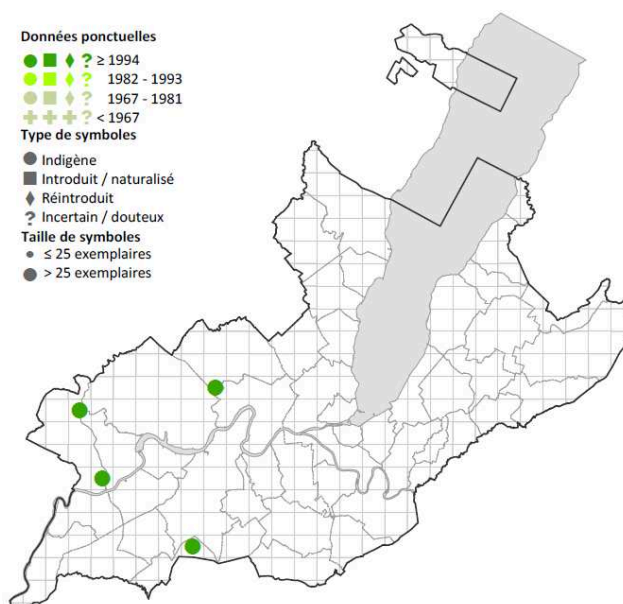 Données ponctuelles
? ≥ 1994
? 1982 - 1993
? 1967 - 1981
? < 1967
Type de symboles
Indigène
Introduit / naturalisé
Réintroduit
? Incertain / douteux
Taille de symboles
≤ 25 exemplaires
> 25 exemplaires